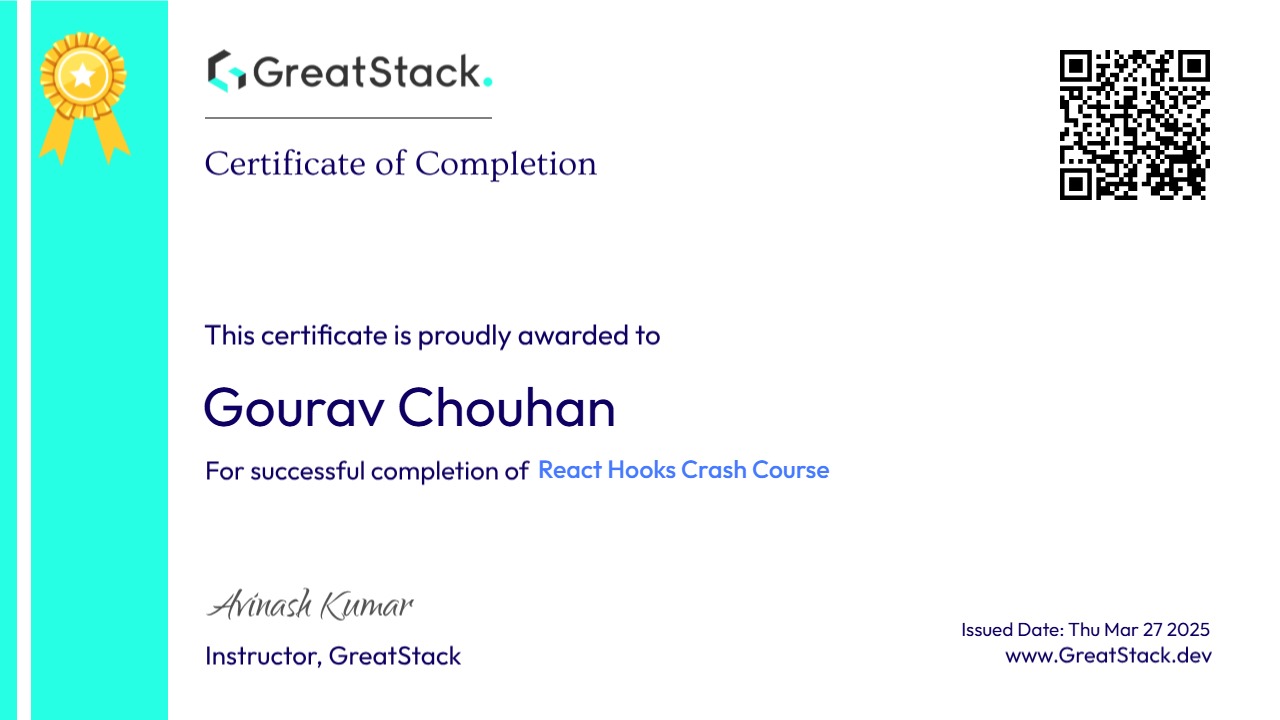 GreatStack.
Certificate of Completion
This certificate is proudly awarded to
Gourav Chouhan
For successful completion of React Hooks Crash Course
Avinash Kumar
Instructor, GreatStack
Issued Date: Thu Mar 27 2025
www.GreatStack.dev